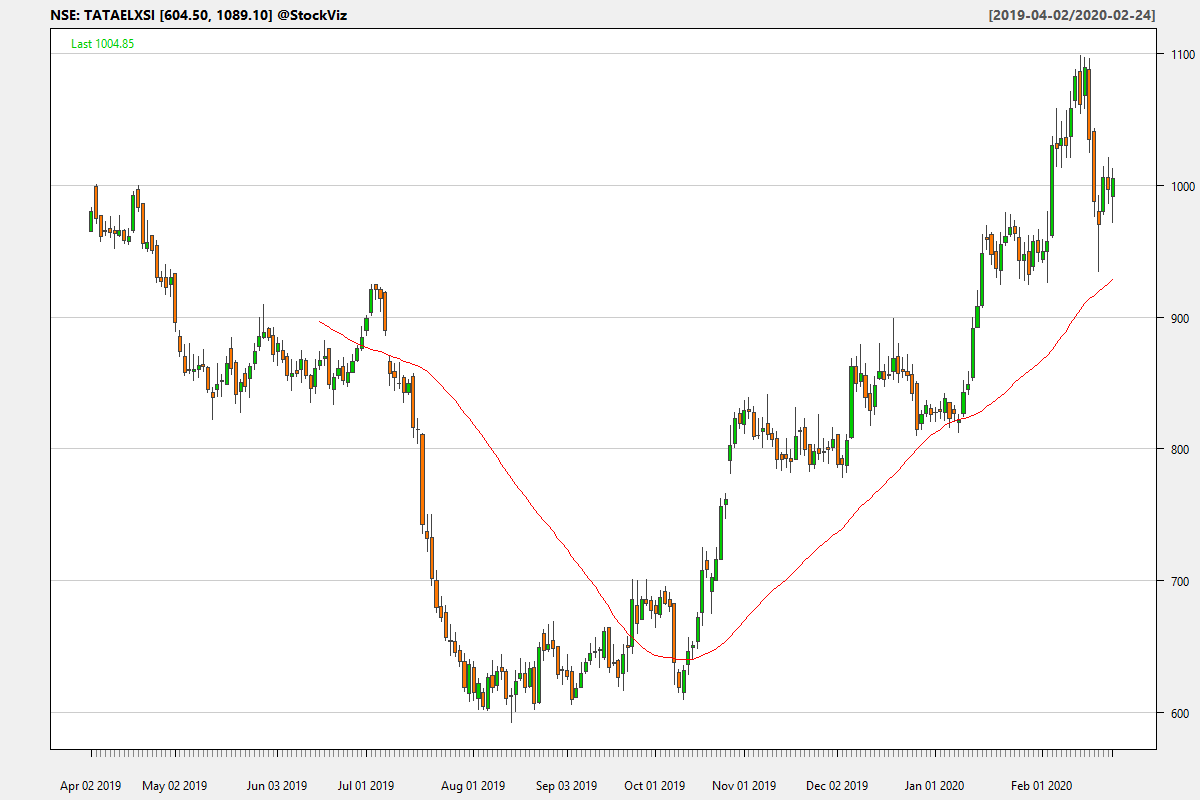 NSE: TATAELXSI [604.50, 1089.10] @StockViz
[2019-04-02/2020-02-24]
Last 1004.85
1100
1000
900
800
700
600
Apr 02 2019 May 02 2019 Jun 03 2019 Jul 01 2019 Aug 01 2019 Sep 03 2019 Oct 01 2019 Nov 01 2019 Dec 02 2019 Jan 01 2020 Feb 01 2020